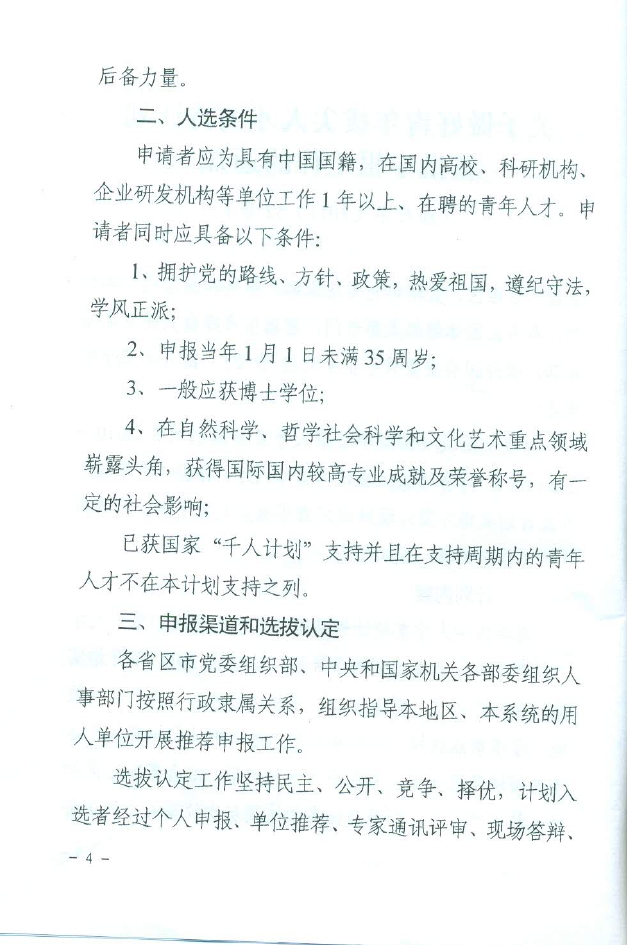 后备力量。
二、人选条件
申请者应为具有中国国籍，在国内高校、科研机构、
企业研发机构等单位工作1年以上、在聘的青年人才。申
请者同时应具备以下条件：
1、拥护党的路线、方针、政策，热爱祖国，遵纪守法，
学风正派；
2、申报当年1月1日未满35周岁；
3、一般应获博士学位；
4、在自然科学、哲学社会科学和文化艺术重点领域
崭露头角，获得国际国内较高专业成就及荣誉称号，有一
定的社会影响；
已获国家“千人计划”支持并且在支持周期内的青年
人才不在本计划支持之列。
三、申报渠道和选拔认定
各省区市党委组织部、中央和国家机关各部委组织人
事部门按照行政隶属关系，组织指导本地区、本系统的用
人单位开展推荐申报工作。
选拔认定工作坚持民主、公开、竞争、择优，计划入
选者经过个人申报、单位推荐、专家通讯评审、现场答辩、
- 4 -